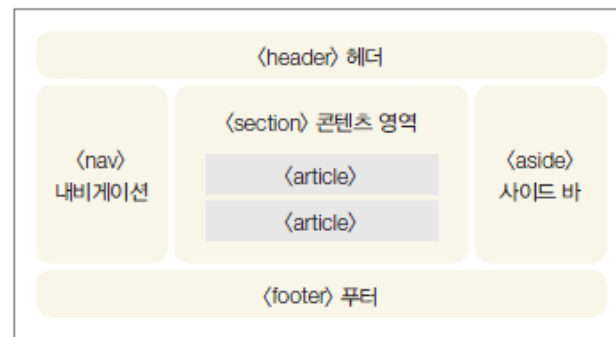 〈header〉 헤더
〈nav〉
내비게이션
〈section〉 콘텐츠 영역
〈article〉
〈article〉
〈aside〉
사이드 바
〈footer〉 푸터